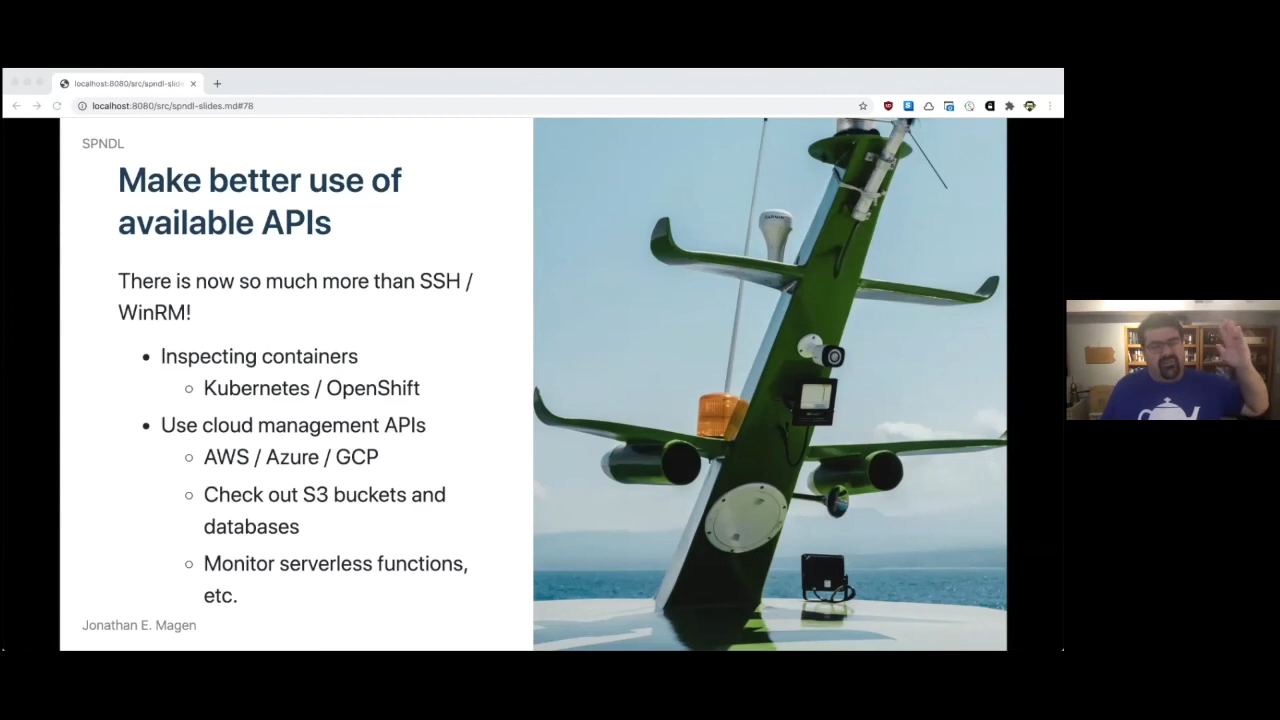 localhost:8080/src/spndl-slid
localhost:8080/src/spndl-slides.md#78
SPNDL
Make better use of
available APIs
There is now so much more than SSH /
WinRM!
• Inspecting containers
○ Kubernetes / OpenShift
• Use cloud management APIs
○ AWS / Azure / GCP
○ Check out S3 buckets and
databases
○ Monitor serverless functions,
etc.
Jonathan E. Magen
GARMIN